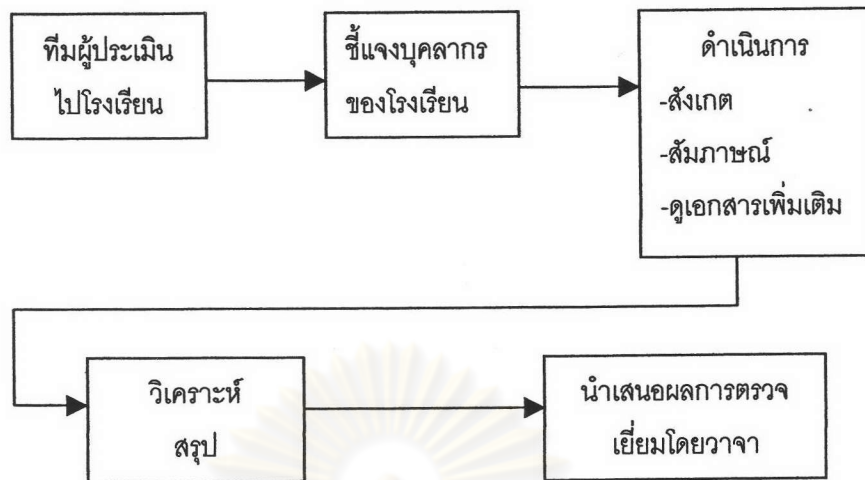 ทีมผู้ประเมิน
ไปโรงเรียน
ชี้แจงบุคลากร
ของโรงเรียน
ดำเนินการ
-สังเกต
-สัมภาษณ์
-ดูเอกสารเพิ่มเติม
วิเคราะห์
สรุป
นำเสนอผลการตรวจ
เยี่ยมโดยวาจา